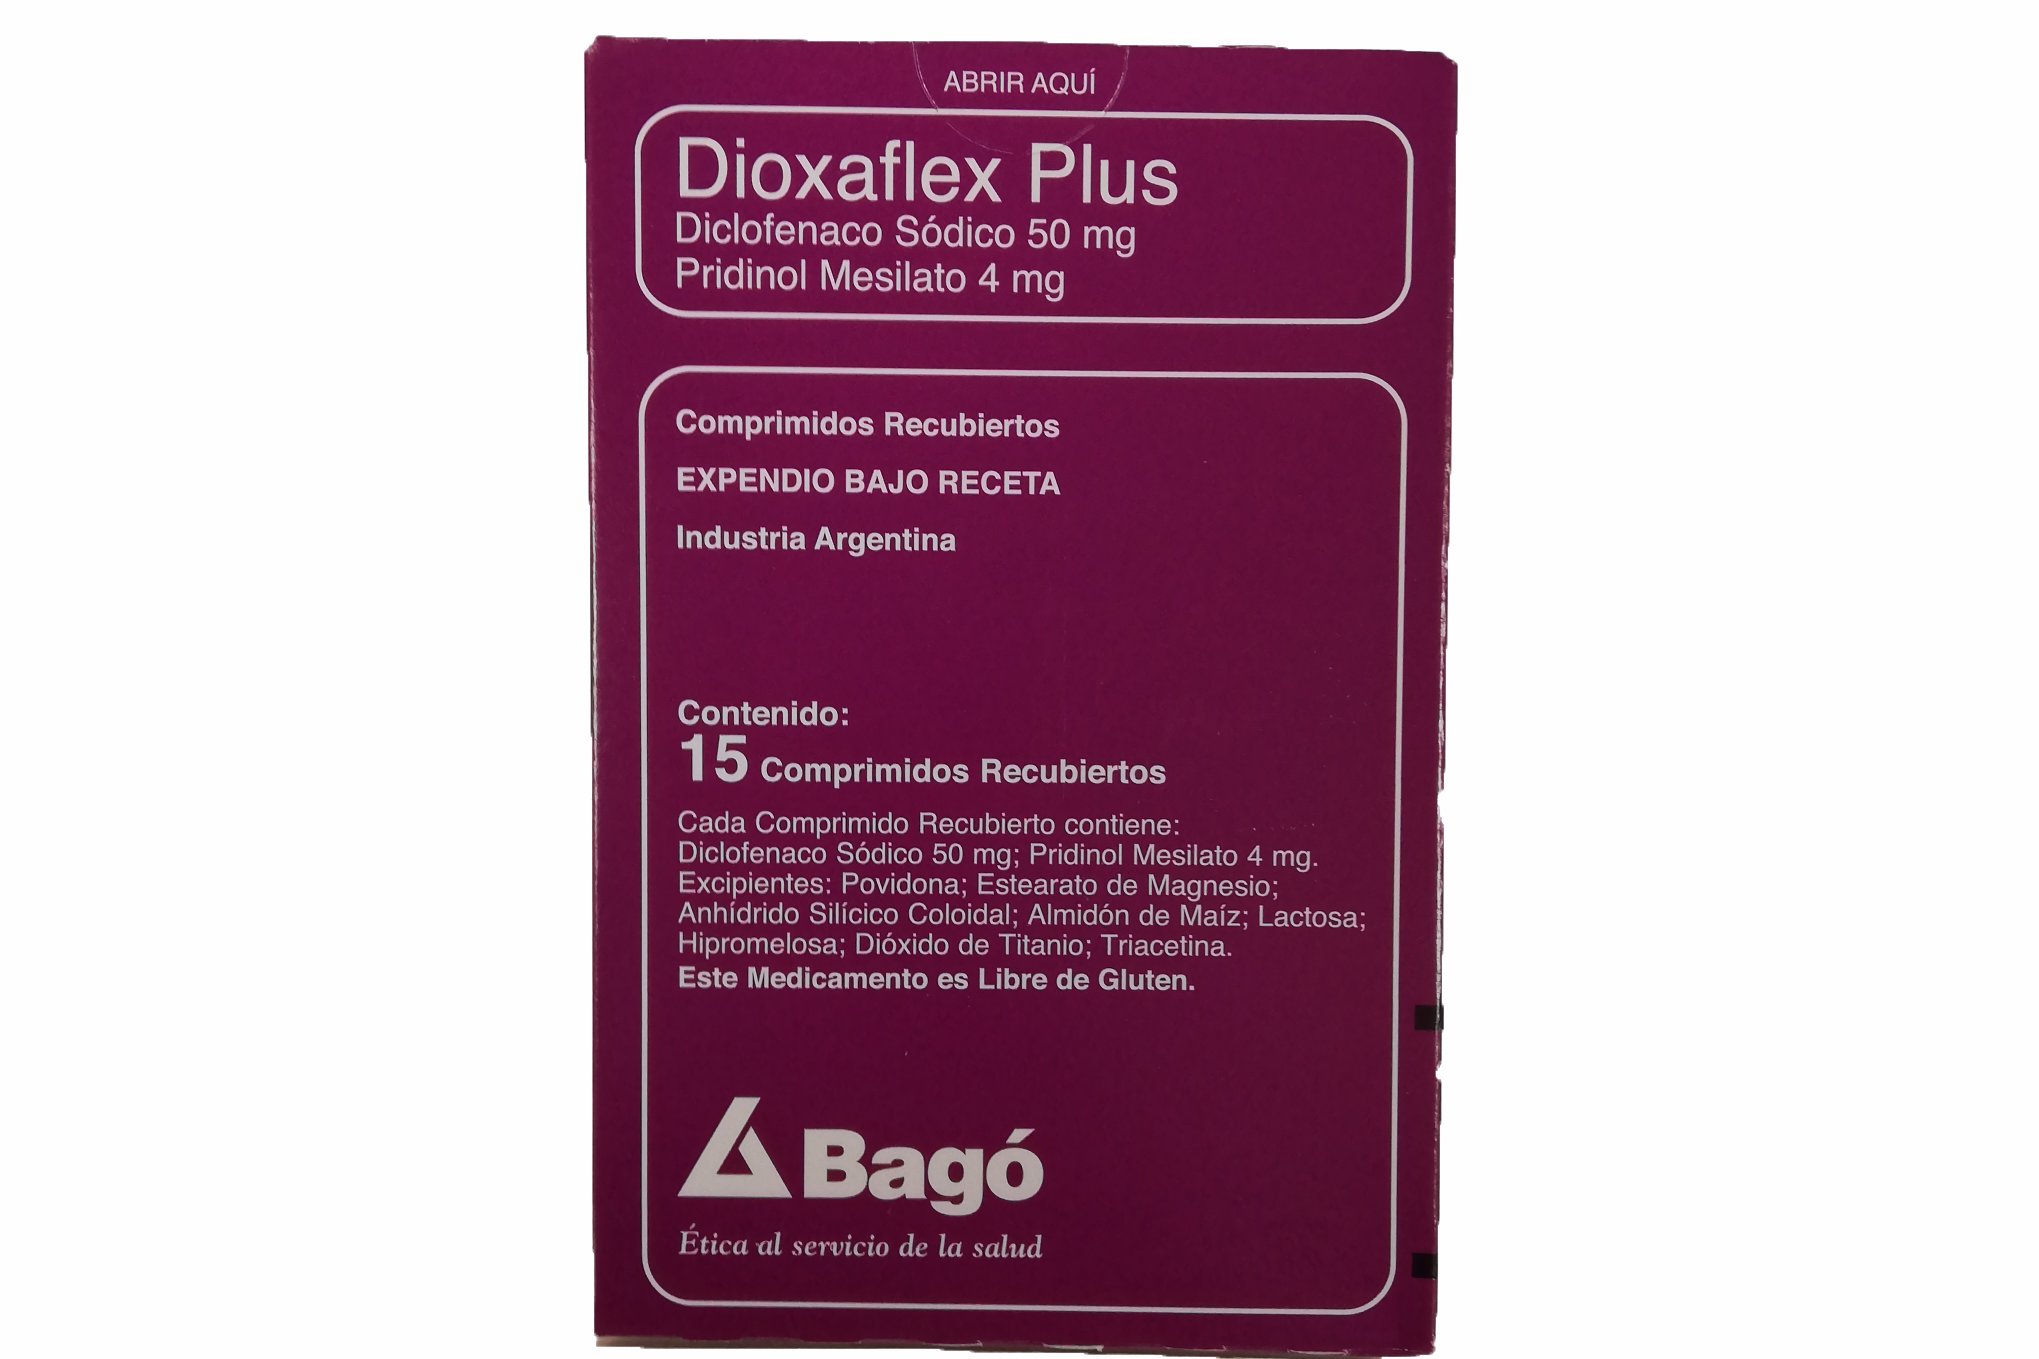 ABRIR AQUÍ
Dioxaflex Plus
Diclofenaco Sódico 50 mg
Pridinol Mesilato 4 mg
Comprimidos Recubiertos
EXPENDIO BAJO RECETA
Industria Argentina
Contenido:
15 Comprimidos Recubiertos
Cada Comprimido Recubierto contiene:
Diclofenaco Sódico 50 mg; Pridinol Mesilato 4 mg.
Excipientes: Povidona; Estearato de Magnesio;
Anhídrido Silícico Coloidal; Almidón de Maíz; Lactosa;
Hipromelosa; Dióxido de Titanio; Triacetina.
Este Medicamento es Libre de Gluten.
Bagó
Ética al servicio de la salud